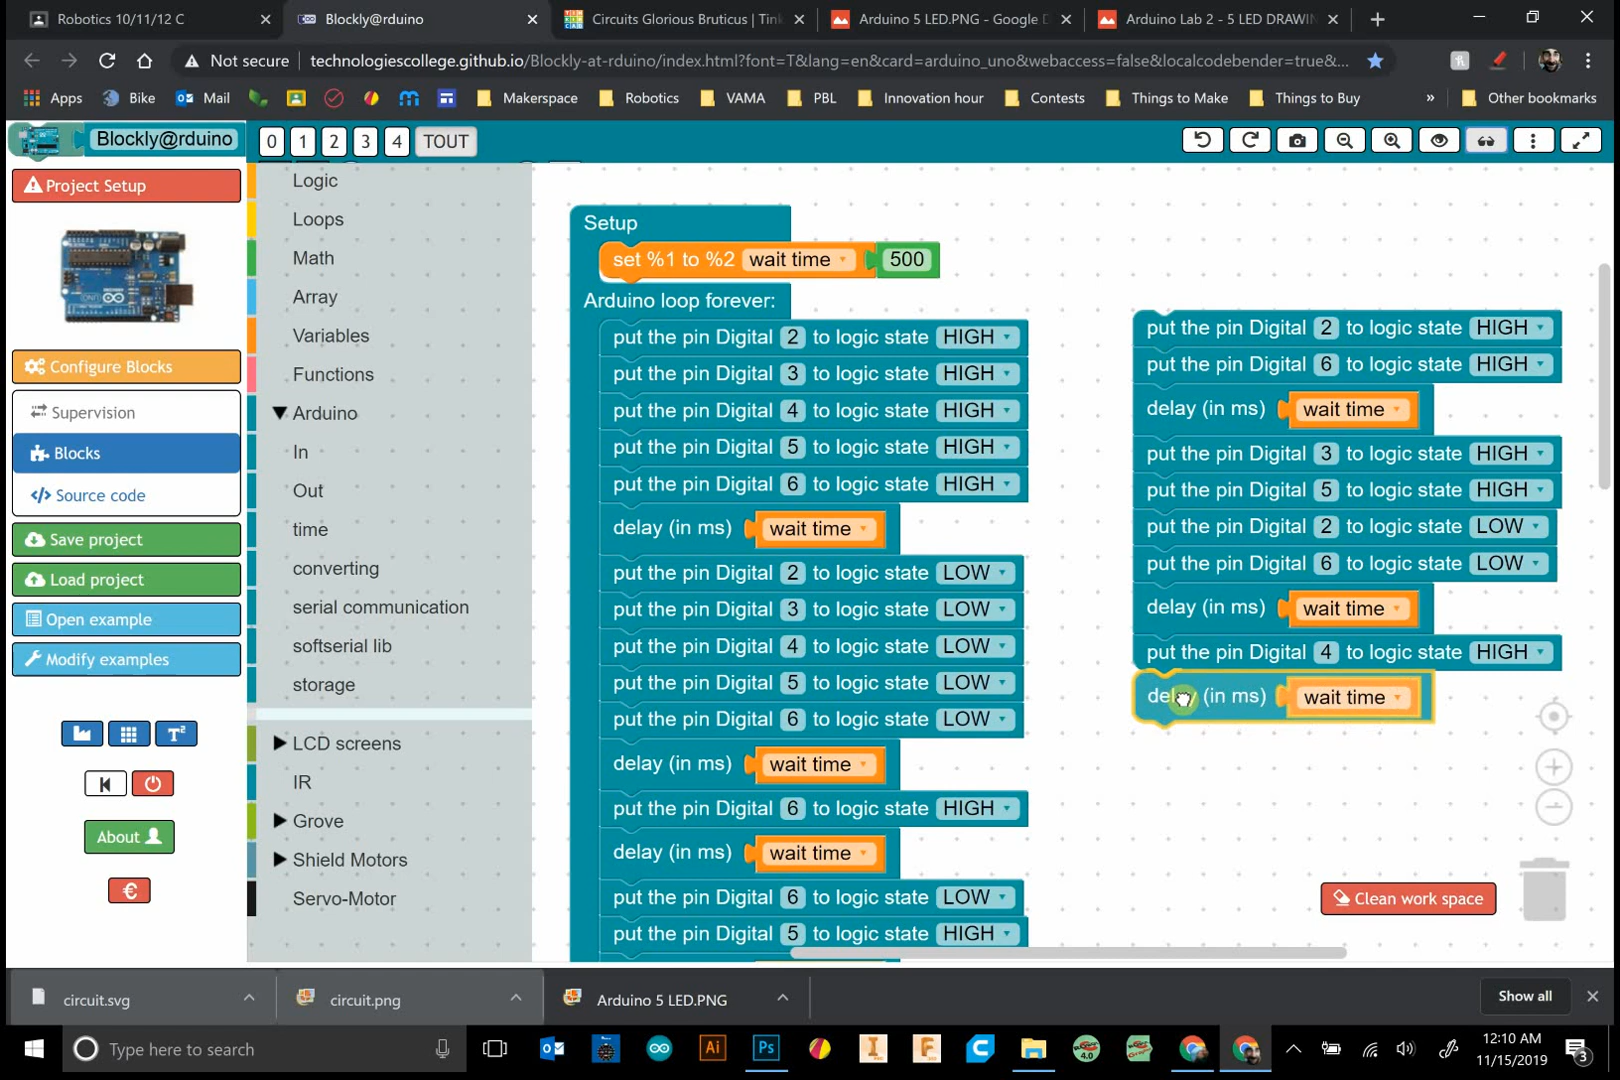 Robotics 10/11/12 C
Blockly@rduino
Circuits Glorious Bruticus | Tink
Arduino 5 LED.PNG - Google D
Arduino Lab 2 - 5 LED DRAWIN
Not secure
technologiescollege.github.io/Blockly-at-rduino/index.html?font=T&lang=en&card=arduino_uno&webaccess=false&localcodebender=true&...
Apps
Bike
Mail
Makerspace
Robotics
VAMA
PBL
Innovation hour
Contests
Things to Make
Things to Buy
»
Other bookmarks
Blockly@rduino
0 1 2 3 4 TOUT
Project Setup
Configure Blocks
Supervision
Blocks
Source code
Save project
Load project
Open example
Modify examples
About
€
Logic
Loops
Math
Array
Variables
Functions
Arduino
In
Out
time
converting
serial communication
softserial lib
storage
LCD screens
IR
Grove
Shield Motors
Servo-Motor
Setup
set %1 to %2 wait time 500
Arduino loop forever:
put the pin Digital 2 to logic state HIGH
put the pin Digital 3 to logic state HIGH
put the pin Digital 4 to logic state HIGH
put the pin Digital 5 to logic state HIGH
put the pin Digital 6 to logic state HIGH
delay (in ms) wait time
put the pin Digital 2 to logic state LOW
put the pin Digital 3 to logic state LOW
put the pin Digital 4 to logic state LOW
put the pin Digital 5 to logic state LOW
put the pin Digital 6 to logic state LOW
delay (in ms) wait time
put the pin Digital 6 to logic state HIGH
delay (in ms) wait time
put the pin Digital 6 to logic state LOW
put the pin Digital 5 to logic state HIGH
put the pin Digital 2 to logic state HIGH
put the pin Digital 6 to logic state HIGH
delay (in ms) wait time
put the pin Digital 3 to logic state HIGH
put the pin Digital 5 to logic state HIGH
put the pin Digital 2 to logic state LOW
put the pin Digital 6 to logic state LOW
delay (in ms) wait time
put the pin Digital 4 to logic state HIGH
delay (in ms) wait time
Clean work space
circuit.svg
circuit.png
Arduino 5 LED.PNG
Show all
Type here to search
Ai
Ps
4.0
12:10 AM
11/15/2019
3